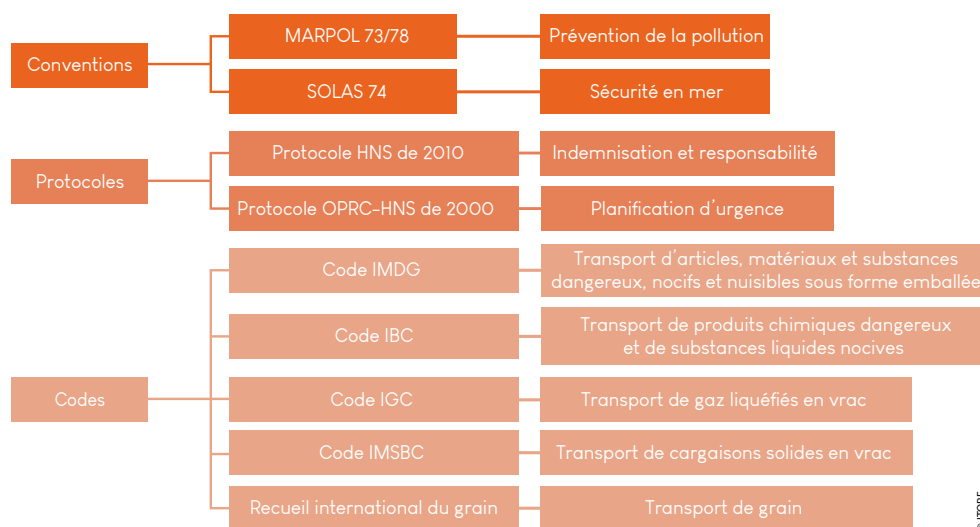 Conventions
MARPOL 73/78
Prévention de la pollution
SOLAS 74
Sécurité en mer
Protocoles
Protocole HNS de 2010
Indemnisation et responsabilité
Protocole OPRC-HNS de 2000
Planification d'urgence
Codes
Code IMDG
Transport d'articles, matériaux et substances
dangereux, nocifs et nuisibles sous forme emballée
Code IBC
Transport de produits chimiques dangereux
et de substances liquides nocives
Code IGC
Transport de gaz liquéfiés en vrac
Code IMSBC
Transport de cargaisons solides en vrac
Recueil international du grain
Transport de grain